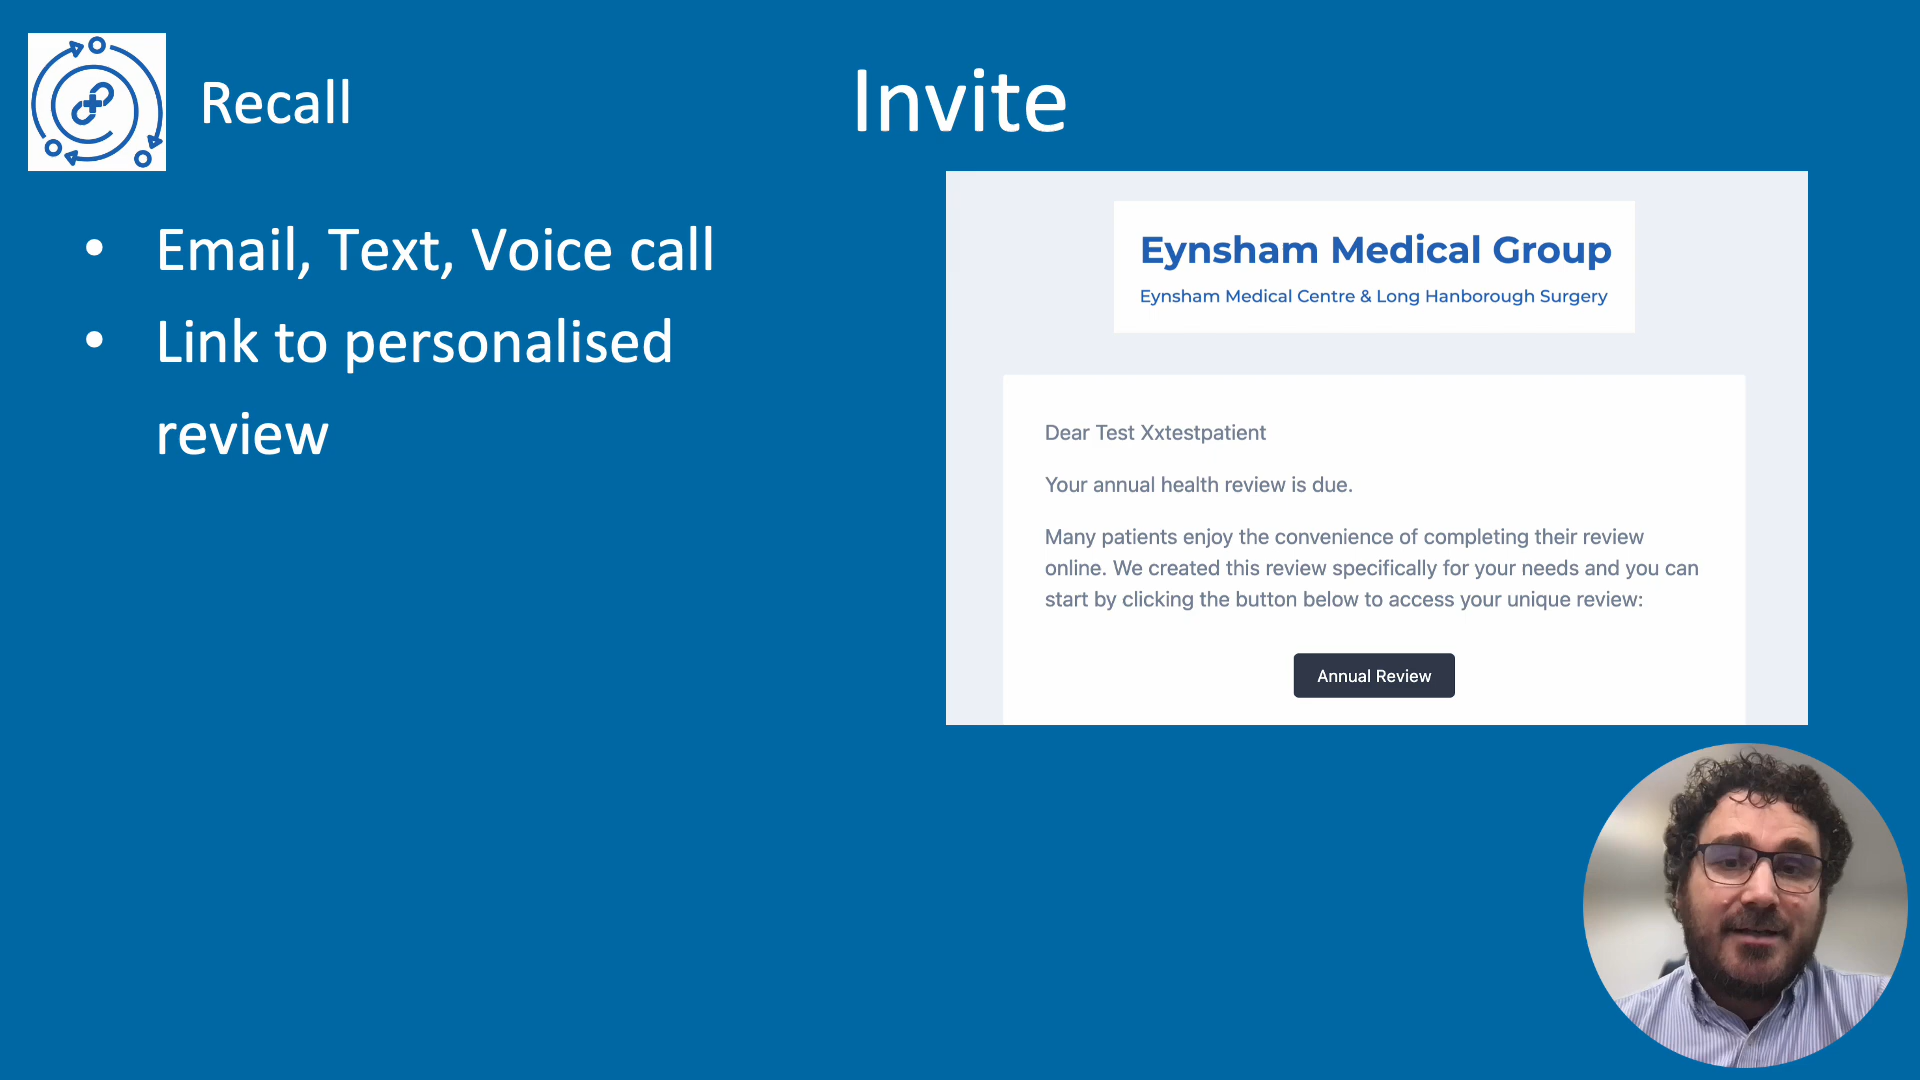 Recall
Invite
• Email, Text, Voice call
• Link to personalised
review
Eynsham Medical Group
Eynsham Medical Centre & Long Hanborough Surgery
Dear Test Xxtestpatient
Your annual health review is due.
Many patients enjoy the convenience of completing their review
online. We created this review specifically for your needs and you can
start by clicking the button below to access your unique review:
Annual Review